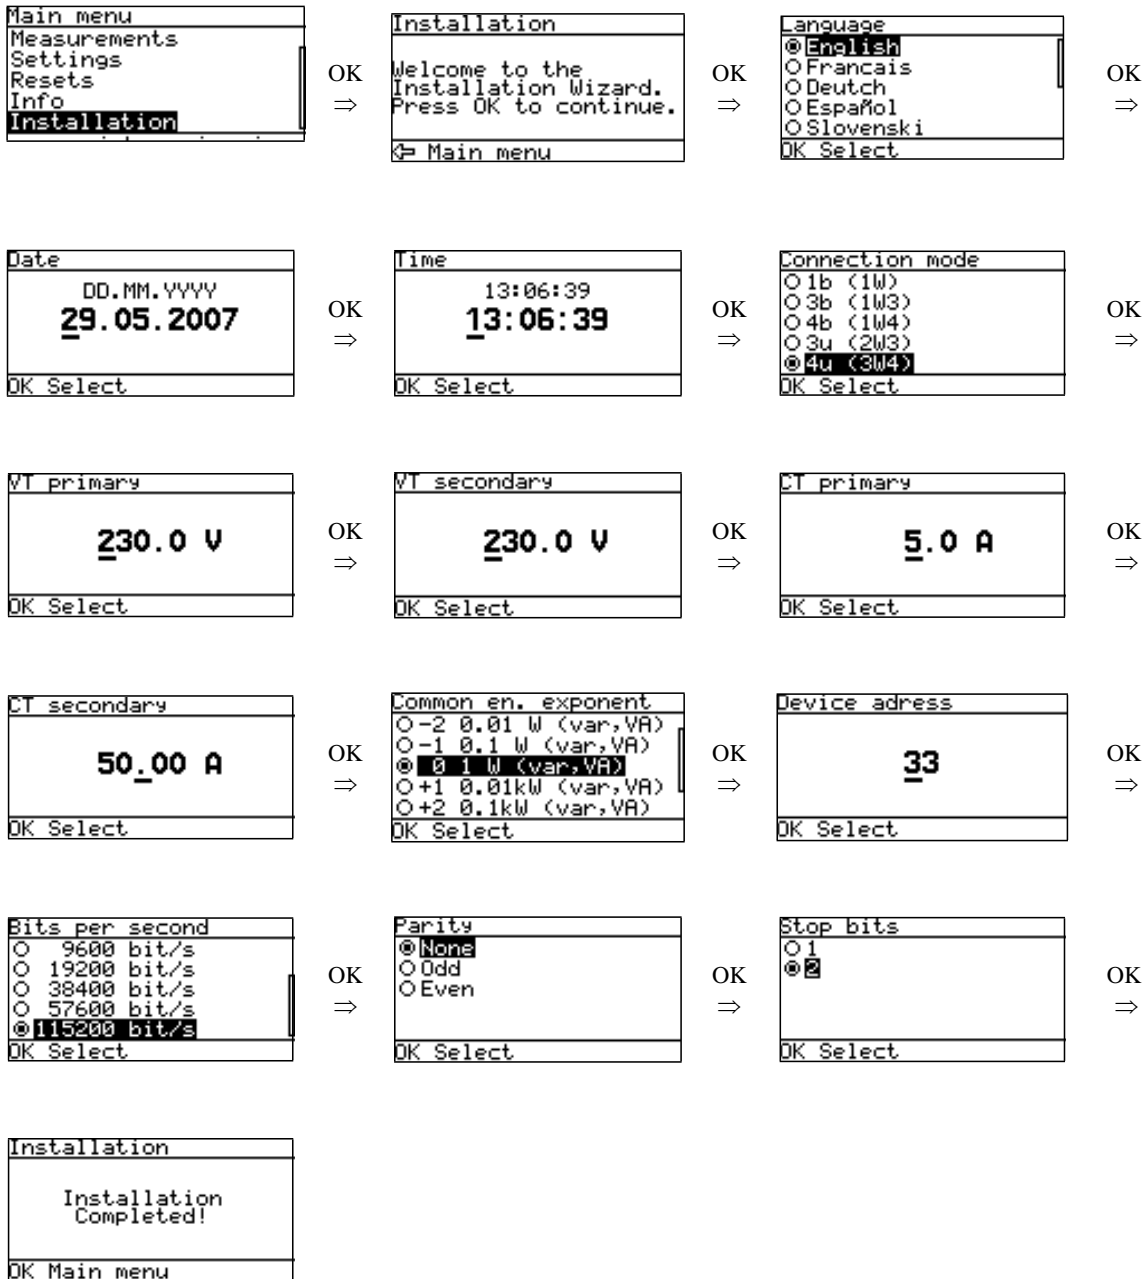 Main menu
Measurements
Settings
Resets
Info
Installation
OK
⇒
Installation
Welcome to the
Installation Wizard.
Press OK to continue.
⇦ Main menu
OK
⇒
Language
English
Francais
Deutch
Español
Slovenski
OK Select
OK
⇒
Date
DD.MM.YYYY
29.05.2007
OK Select
OK
⇒
Time
13:06:39
13:06:39
OK Select
OK
⇒
Connection mode
1b (1W)
3b (1W3)
4b (1W4)
3u (2W3)
4u (3W4)
OK Select
OK
⇒
VT primary
230.0 V
OK Select
OK
⇒
VT secondary
230.0 V
OK Select
OK
⇒
CT primary
5.0 A
OK Select
OK
⇒
CT secondary
50.00 A
OK Select
OK
⇒
Common en. exponent
-2 0.01 W (var,VA)
-1 0.1 W (var,VA)
0 1 W (var,VA)
+1 0.01kW (var,VA)
+2 0.1kW (var,VA)
OK Select
OK
⇒
Device adress
33
OK Select
OK
⇒
Bits per second
9600 bit/s
19200 bit/s
38400 bit/s
57600 bit/s
115200 bit/s
OK Select
OK
⇒
Parity
None
Odd
Even
OK Select
OK
⇒
Stop bits
1
2
OK Select
OK
⇒
Installation
Installation
Completed!
OK Main menu